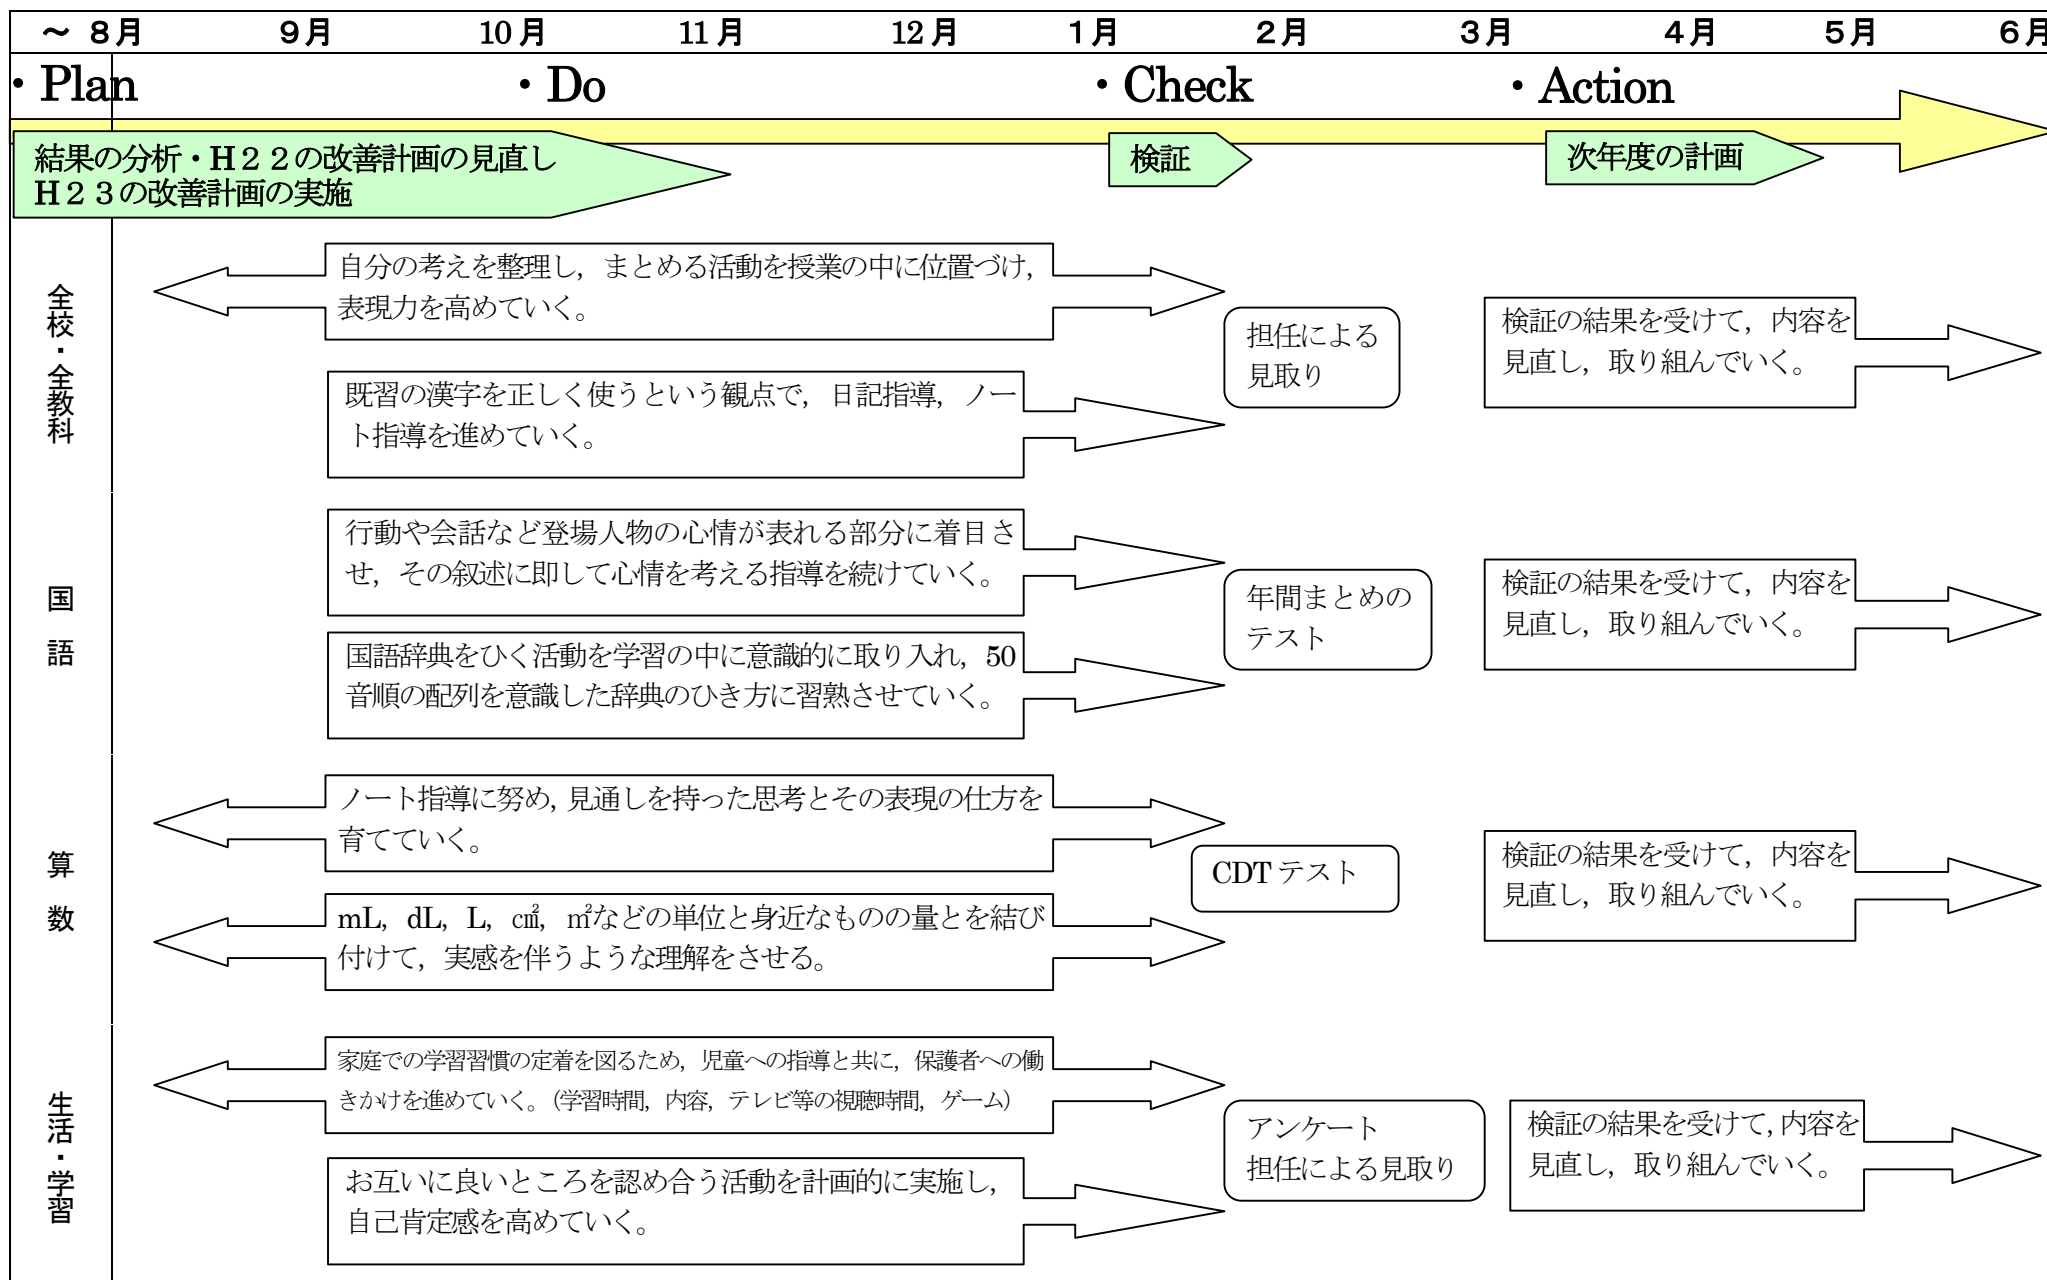 ～ 8月 9月 10月 11月 12月 1月 2月 3月 4月 5月 6月
・Plan ・Do ・Check ・Action
結果の分析・H２２の改善計画の見直し
H２３の改善計画の実施
検証
次年度の計画
全校・全教科
自分の考えを整理し，まとめる活動を授業の中に位置づけ，
表現力を高めていく。
既習の漢字を正しく使うという観点で，日記指導，ノー
ト指導を進めていく。
担任による
見取り
検証の結果を受けて，内容を
見直し，取り組んでいく。
国語
行動や会話など登場人物の心情が表れる部分に着目さ
せ，その叙述に即して心情を考える指導を続けていく。
国語辞典をひく活動を学習の中に意識的に取り入れ，50
音順の配列を意識した辞典のひき方に習熟させていく。
年間まとめの
テスト
検証の結果を受けて，内容を
見直し，取り組んでいく。
算数
ノート指導に努め，見通しを持った思考とその表現の仕方を
育てていく。
mL，dL，L，㎠，㎡などの単位と身近なものの量とを結び
付けて，実感を伴うような理解をさせる。
CDTテスト
検証の結果を受けて，内容を
見直し，取り組んでいく。
生活・学習
家庭での学習習慣の定着を図るため，児童への指導と共に，保護者への働
きかけを進めていく。（学習時間，内容，テレビ等の視聴時間，ゲーム）
お互いに良いところを認め合う活動を計画的に実施し，
自己肯定感を高めていく。
アンケート
担任による見取り
検証の結果を受けて，内容を
見直し，取り組んでいく。